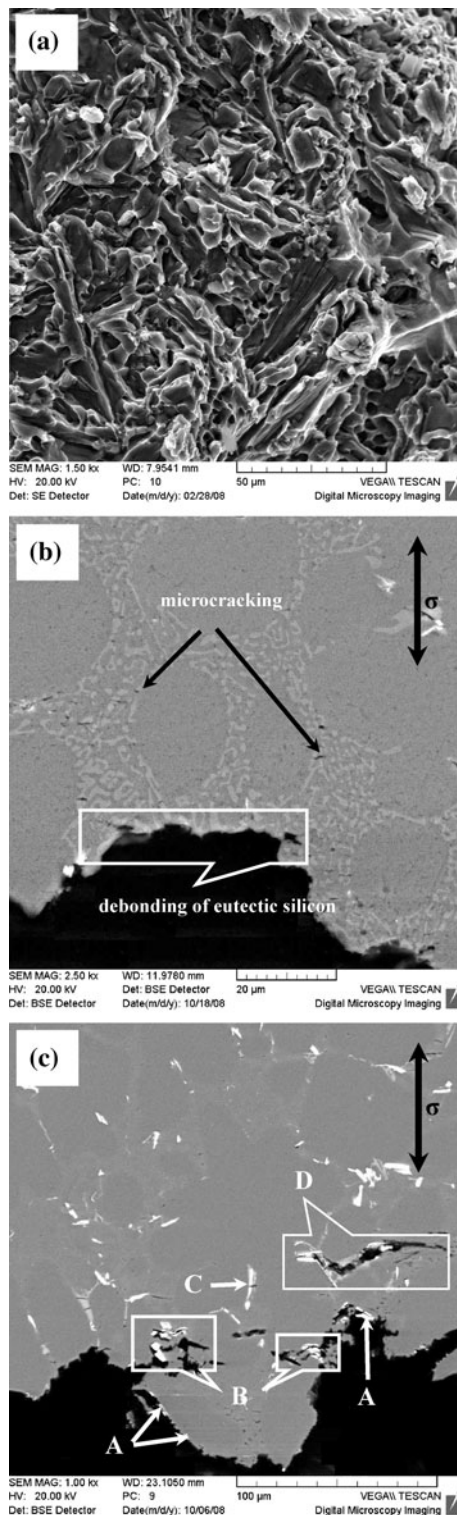 (a)
SEM MAG: 1.50 kx WD: 7.9541 mm
HV: 20.00 kV PC: 10 50 µm VEGA\\ TESCAN
Det: SE Detector Date(m/d/y): 02/28/08 Digital Microscopy Imaging
(b)
σ
microcracking
debonding of eutectic silicon
SEM MAG: 2.50 kx WD: 11.9780 mm
HV: 20.00 kV Det: BSE Detector 20 µm VEGA\\ TESCAN
Det: BSE Detector Date(m/d/y): 10/18/08 Digital Microscopy Imaging
(c)
σ
D
C
B
A
A
SEM MAG: 1.00 kx WD: 23.1050 mm
HV: 20.00 kV PC: 9 100 µm VEGA\\ TESCAN
Det: BSE Detector Date(m/d/y): 10/06/08 Digital Microscopy Imaging